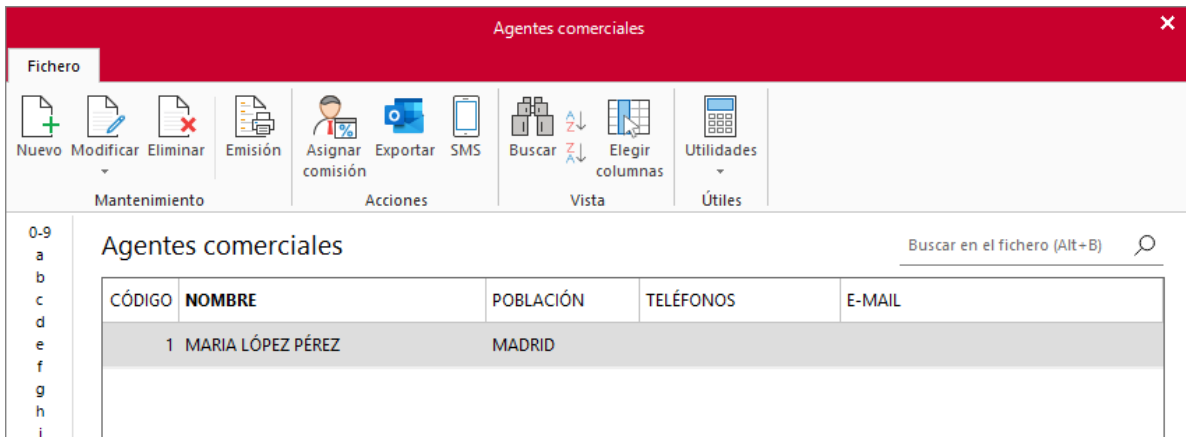 Agentes comerciales
Fichero
Nuevo Modificar Eliminar Emisión Asignar comisión Exportar SMS Buscar Elegir columnas Utilidades
Mantenimiento Acciones Vista Útiles
0-9
a
b
c
d
e
f
g
h
i
Agentes comerciales
Buscar en el fichero (Alt+B)
CÓDIGO NOMBRE POBLACIÓN TELÉFONOS E-MAIL
1 MARIA LÓPEZ PÉREZ MADRID